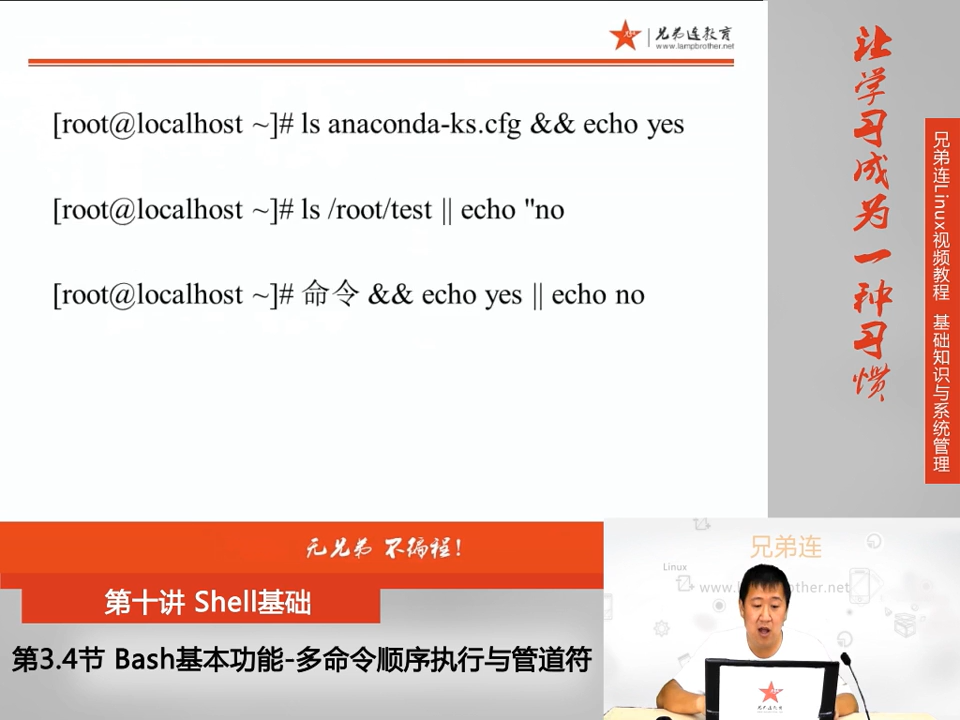 兄弟连教育
www.lampbrother.net
[root@localhost ~]# ls anaconda-ks.cfg && echo yes
[root@localhost ~]# ls /root/test || echo "no
[root@localhost ~]# 命令 && echo yes || echo no
让学习成为一种习惯
兄弟连Linux视频教程 基础知识与系统管理
无兄弟 不编程!
第十讲 Shell基础
第3.4节 Bash基本功能-多命令顺序执行与管道符
兄弟连
Linux